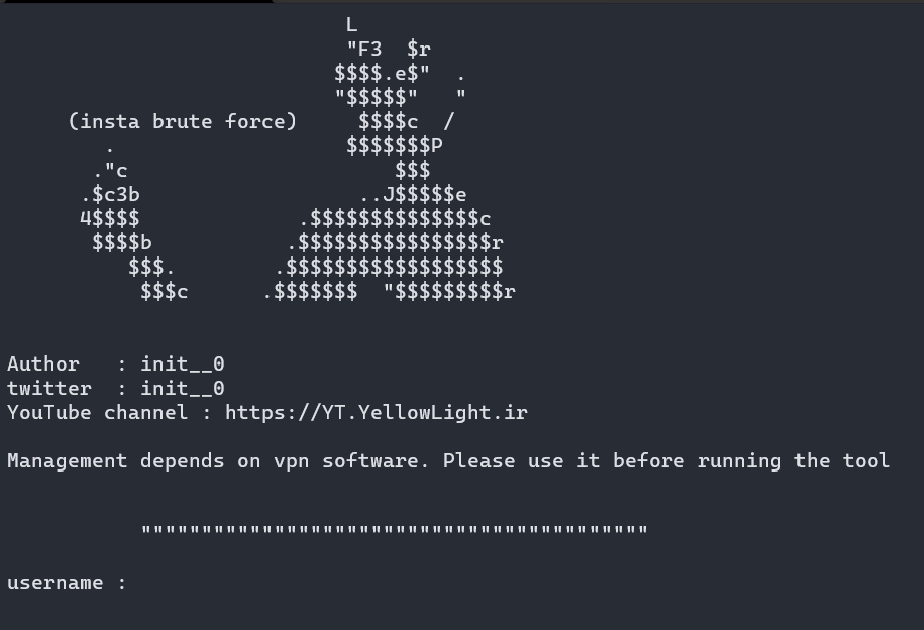 L
"F3  $r
$$$$.e$"  .
"$$$$$"   "
(insta brute force)     $$$$c  /
.                   $$$$$$$P
."c                      $$$
.$c3b                  ..J$$$$$e
4$$$$             .$$$$$$$$$$$$$$c
$$$$b           .$$$$$$$$$$$$$$$$r
$$$.        .$$$$$$$$$$$$$$$$$$
$$$c      .$$$$$$$  "$$$$$$$$$r
Author   : init__0
twitter  : init__0
YouTube channel : https://YT.YellowLight.ir
Management depends on vpn software. Please use it before running the tool
""""""""""""""""""""""""""""""""""""""""""
username :